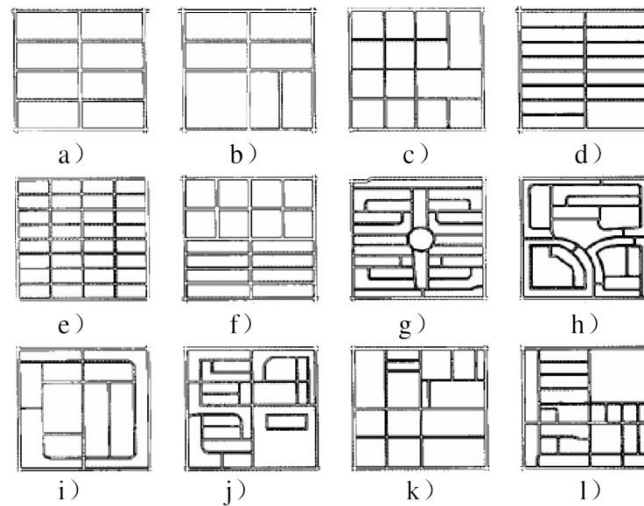 a） b） c） d）
e） f） g） h）
i） j） k） l）